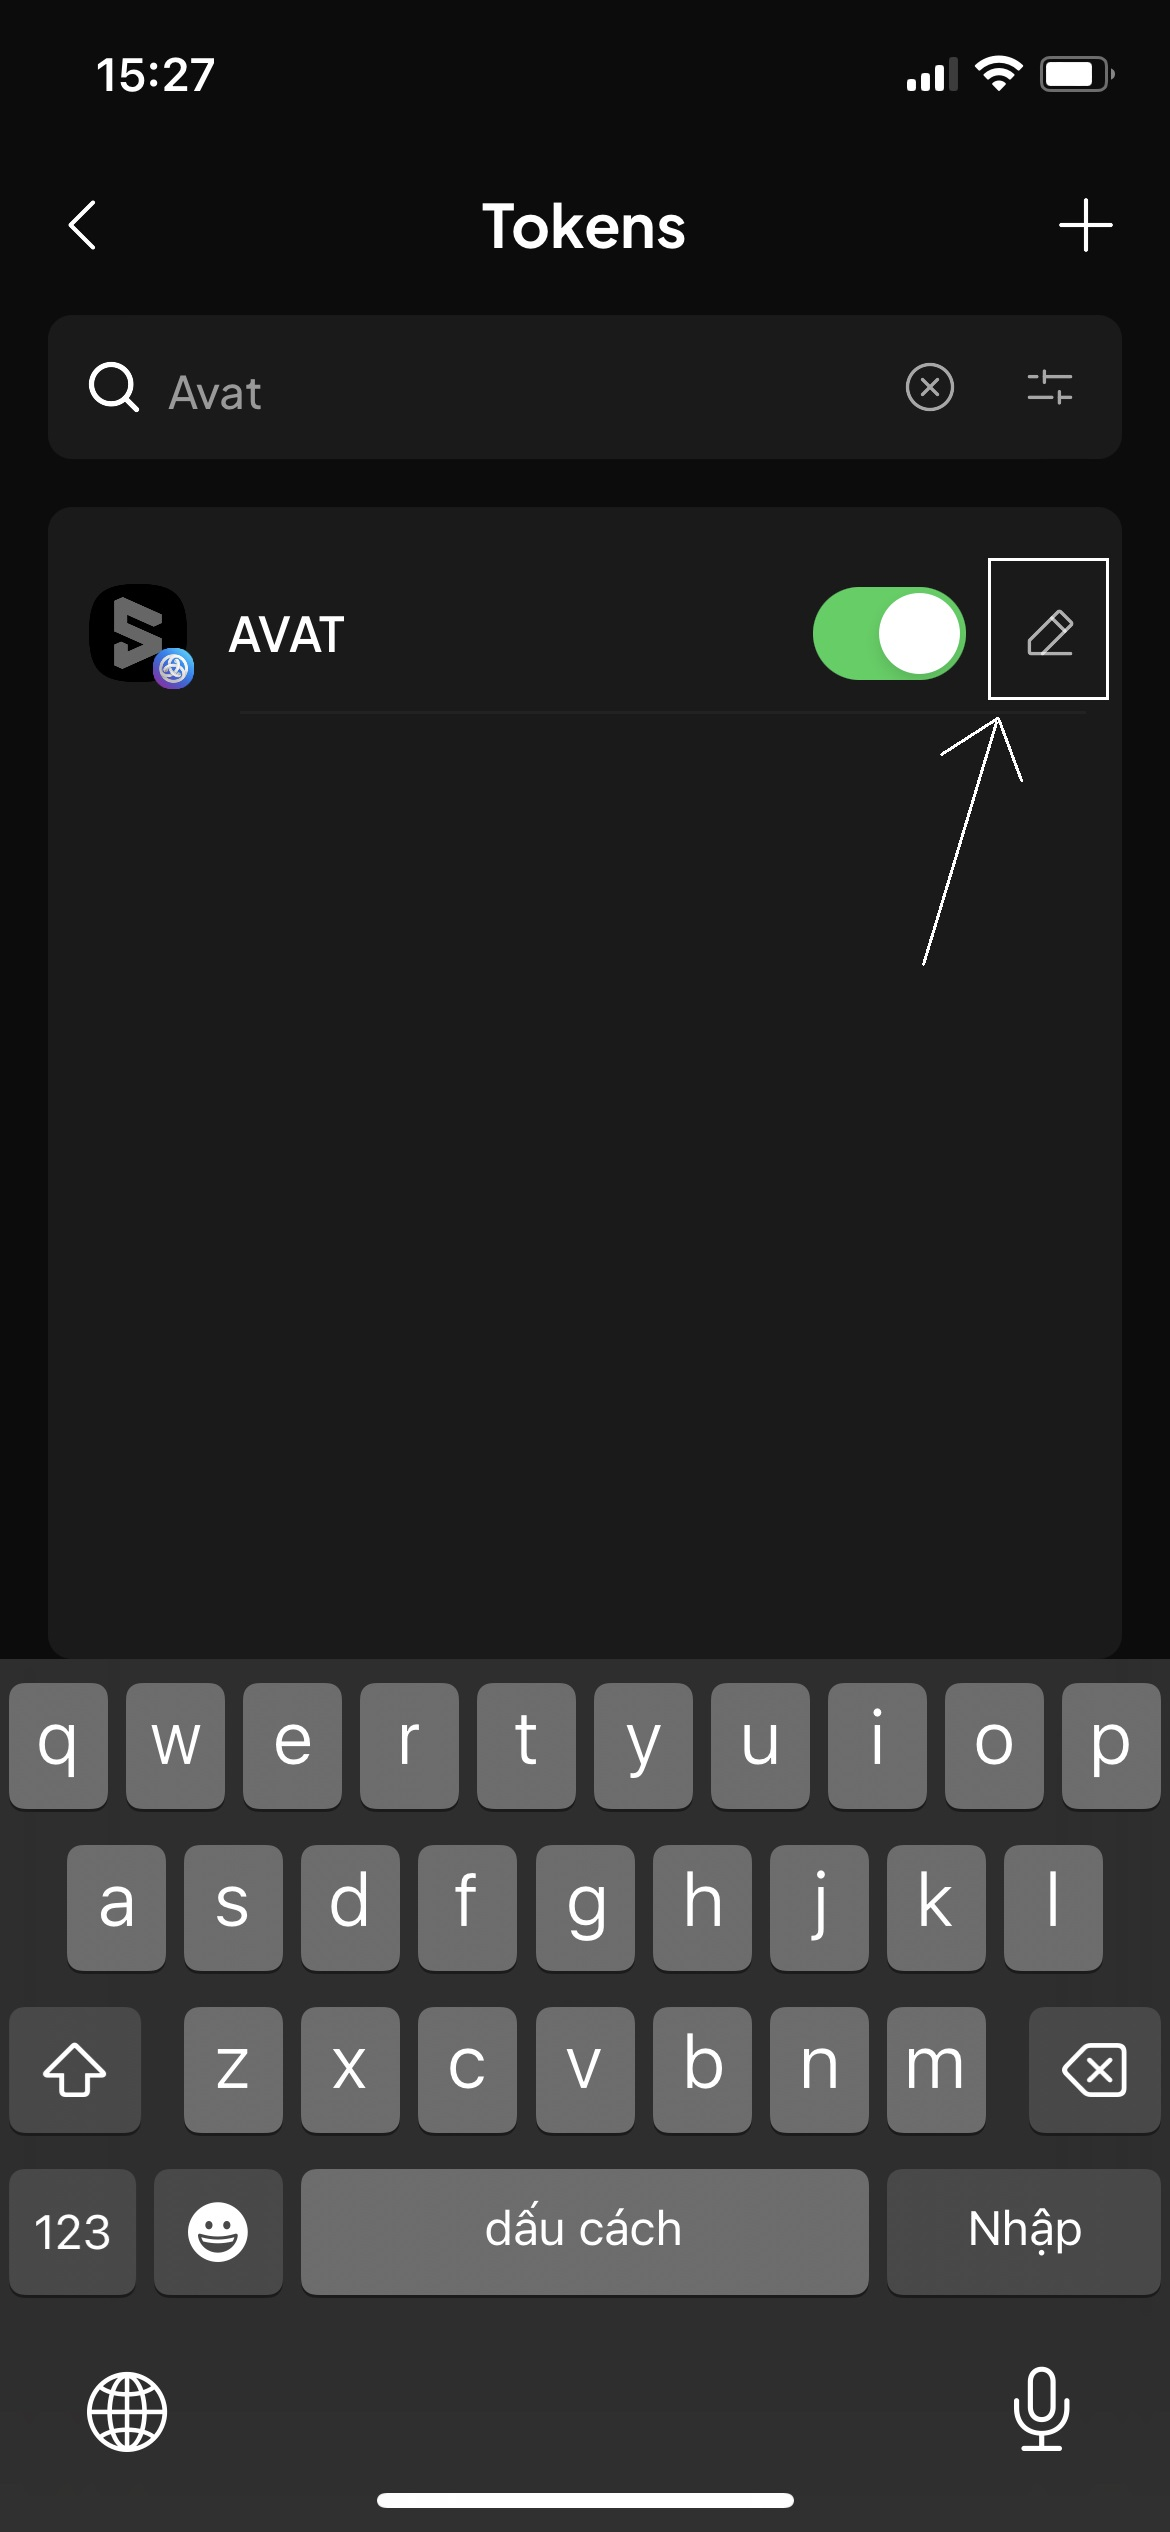 15:27
Tokens
Avat
AVAT
q w e r t y u i o p
a s d f g h j k l
z x c v b n m
123 dấu cách Nhập